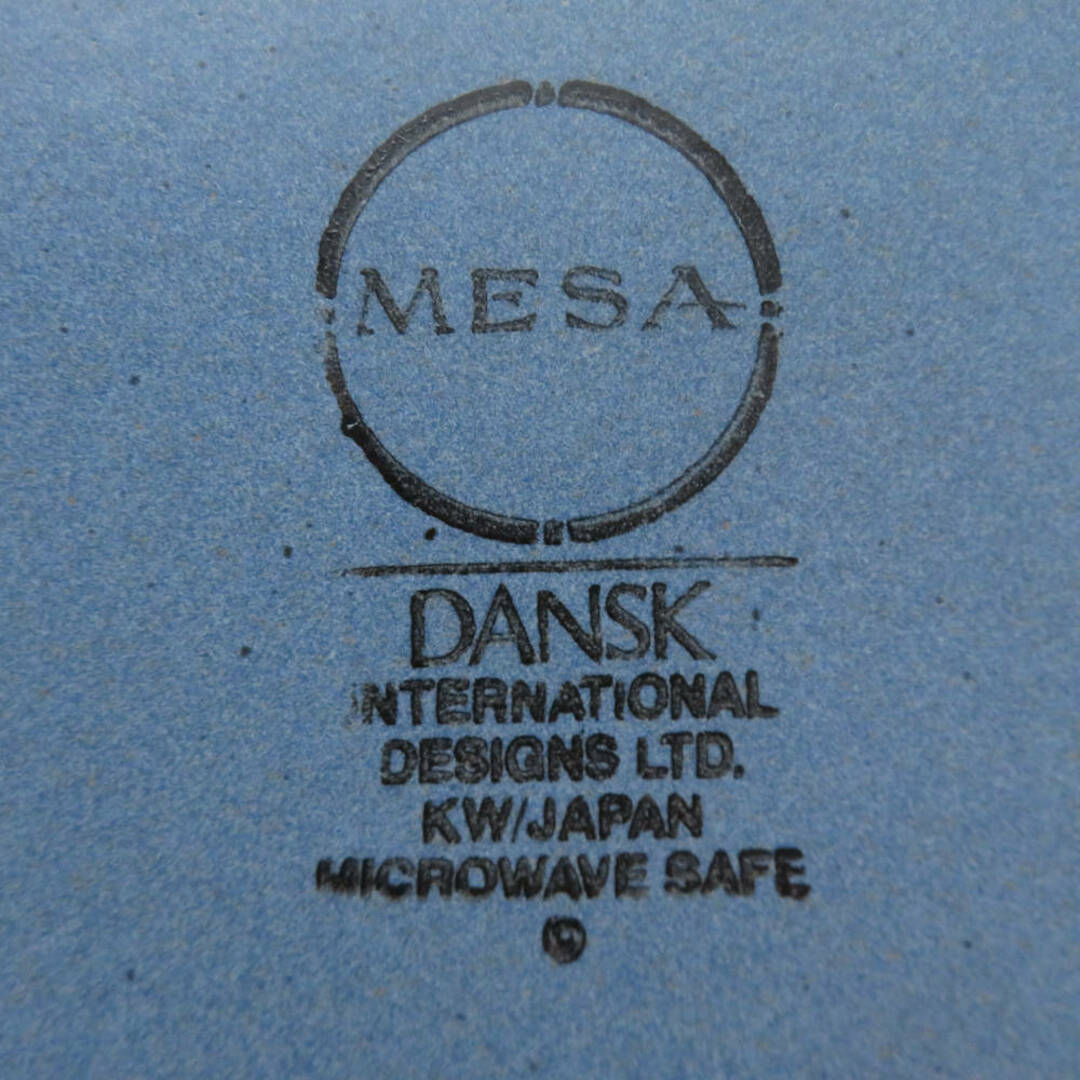 MESA
DANSK
INTERNATIONAL
DESIGNS LTD.
KW/JAPAN
MICROWAVE SAFE
©